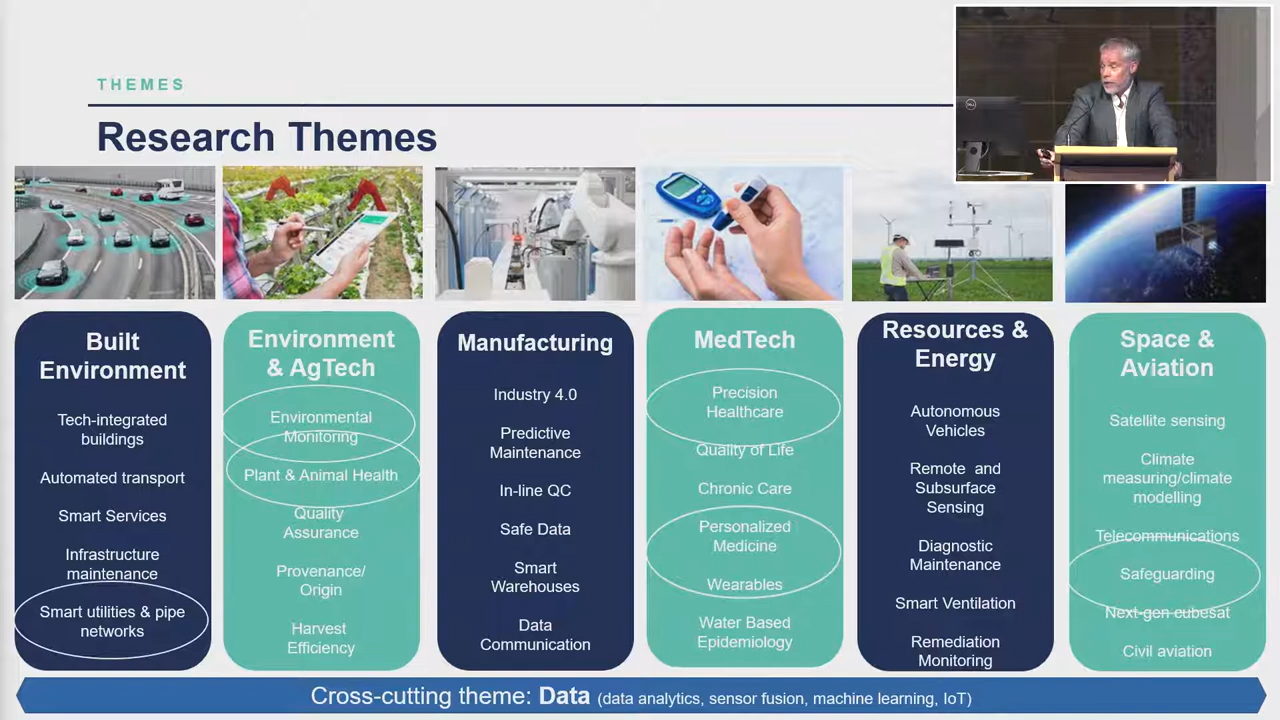 THEMES
Research Themes
Built
Environment
Tech-integrated
buildings
Automated transport
Smart Services
Infrastructure
maintenance
Smart utilities & pipe
networks
Environment
& AgTech
Environmental
Monitoring
Plant & Animal Health
Quality
Assurance
Provenance/
Origin
Harvest
Efficiency
Manufacturing
Industry 4.0
Predictive
Maintenance
In-line QC
Safe Data
Smart
Warehouses
Data
Communication
MedTech
Precision
Healthcare
Quality of Life
Chronic Care
Personalized
Medicine
Wearables
Water Based
Epidemiology
Resources &
Energy
Autonomous
Vehicles
Remote and
Subsurface
Sensing
Diagnostic
Maintenance
Smart Ventilation
Remediation
Monitoring
Space &
Aviation
Satellite sensing
Climate
measuring/climate
modelling
Telecommunications
Safeguarding
Next-gen cubesat
Civil aviation
Cross-cutting theme: Data (data analytics, sensor fusion, machine learning, IoT)